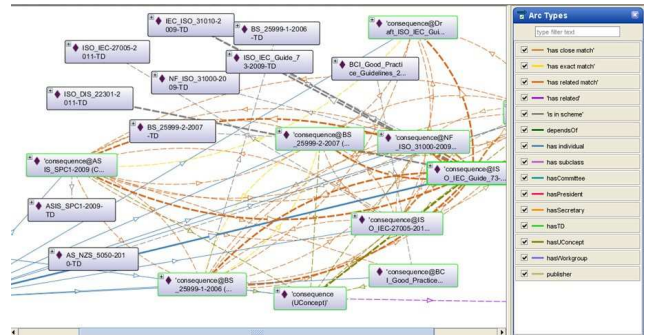 IEC_ISO_31010-2
009-TD
BS_25999-1-2006
-TD
'consequence@Dr
aft_ISO_IEC_Gui...
ISO_IEC-27005-2
011-TD
ISO_IEC_Guide_7
3-2009-TD
BCI_Good_Practi
ce_Guidelines_2...
NF_ISO_31000-20
09-TD
ISO_DIS_22301-2
011-TD
BS_25999-2-2007
-TD
'consequence@BS
_25999-2-2007 (...
'consequence@NF
_ISO_31000-2009...
'consequence@AS
IS_SPC1-2009 (C...
'consequence@IS
O_IEC_Guide_73-...
ASIS_SPC1-2009-
TD
'consequence@IS
O_IEC-27005-201...
AS_NZS_5050-201
0-TD
'consequence@BS
_25999-1-2006 (...
'consequence
(UConcept)'
'consequence@BC
I_Good_Practice...
Arc Types
type filter text
'has close match'
'has exact match'
'has related match'
'has related'
'is in scheme'
dependsOf
has individual
has subclass
hasCommittee
hasPresident
hasSecretary
hasTD
hasUConcept
hasWorkgroup
publisher